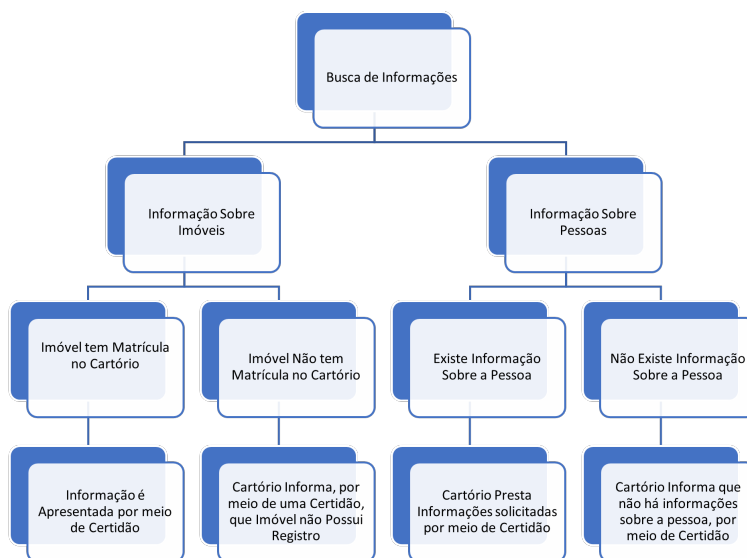 Busca de Informações
Informação Sobre
Imóveis
Informação Sobre
Pessoas
Imóvel tem Matrícula
no Cartório
Imóvel Não tem
Matrícula no Cartório
Existe Informação
Sobre a Pessoa
Não Existe Informação
Sobre a Pessoa
Informação é
Apresentada por meio
de Certidão
Cartório Informa, por
meio de uma Certidão,
que Imóvel não Possui
Registro
Cartório Presta
Informações solicitadas
por meio de Certidão
Cartório Informa que
não há informações
sobre a pessoa, por
meio de Certidão